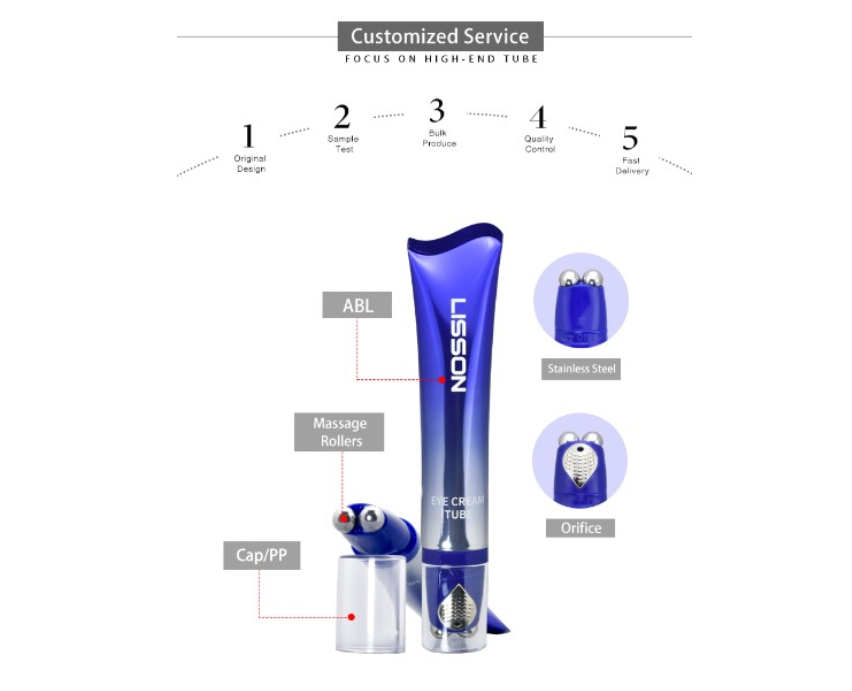 Customized Service
FOCUS ON HIGH-END TUBE
1
Original
Design
2
Sample
Test
3
Bulk
Produce
4
Quality
Control
5
Fast
Delivery
ABL
LISSON
Stainless Steel
Massage
Rollers
EYE CREAM
TUBE
Orifice
Cap/PP